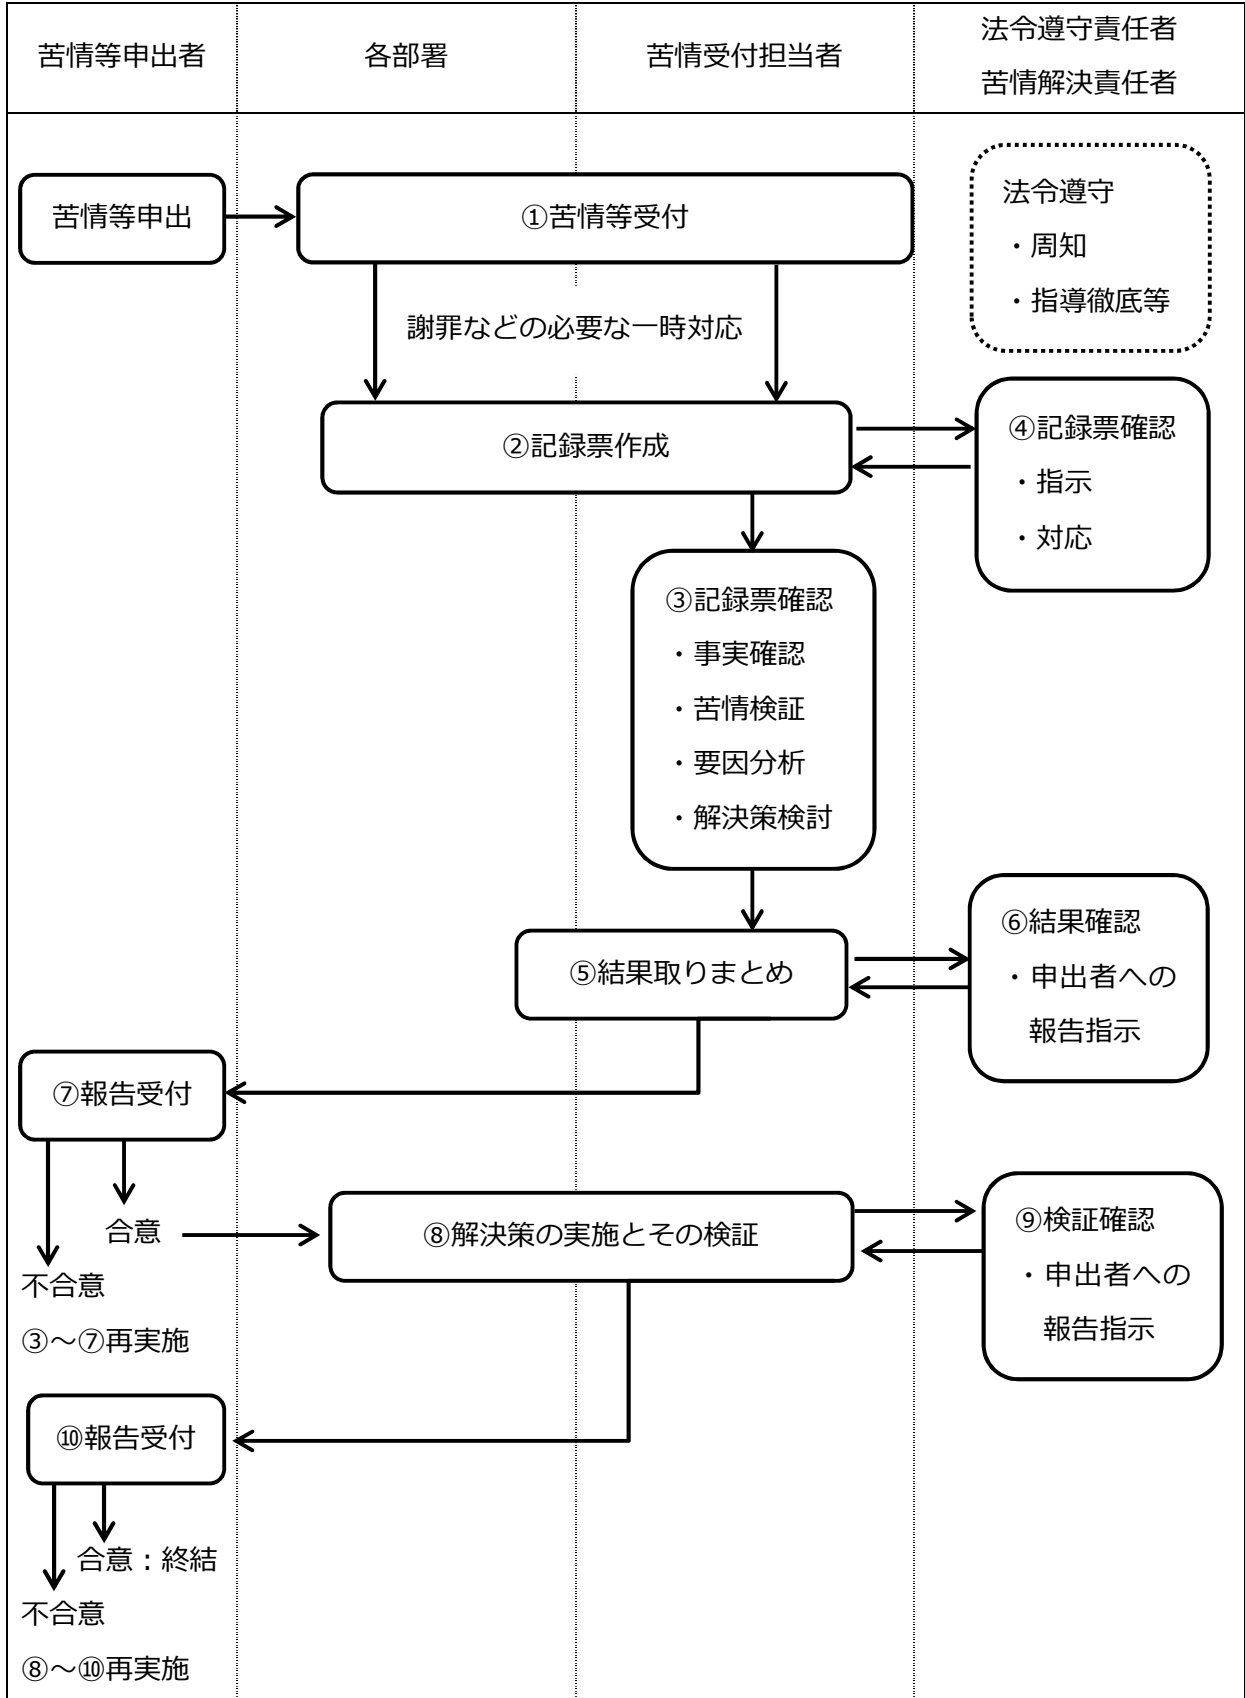 苦情等申出者
各部署
苦情受付担当者
法令遵守責任者
苦情解決責任者
苦情等申出
①苦情等受付
法令遵守
・周知
・指導徹底等
謝罪などの必要な一時対応
②記録票作成
④記録票確認
・指示
・対応
③記録票確認
・事実確認
・苦情検証
・要因分析
・解決策検討
⑤結果取りまとめ
⑥結果確認
・申出者への
報告指示
⑦報告受付
合意
不合意
③～⑦再実施
⑧解決策の実施とその検証
⑨検証確認
・申出者への
報告指示
⑩報告受付
合意：終結
不合意
⑧～⑩再実施